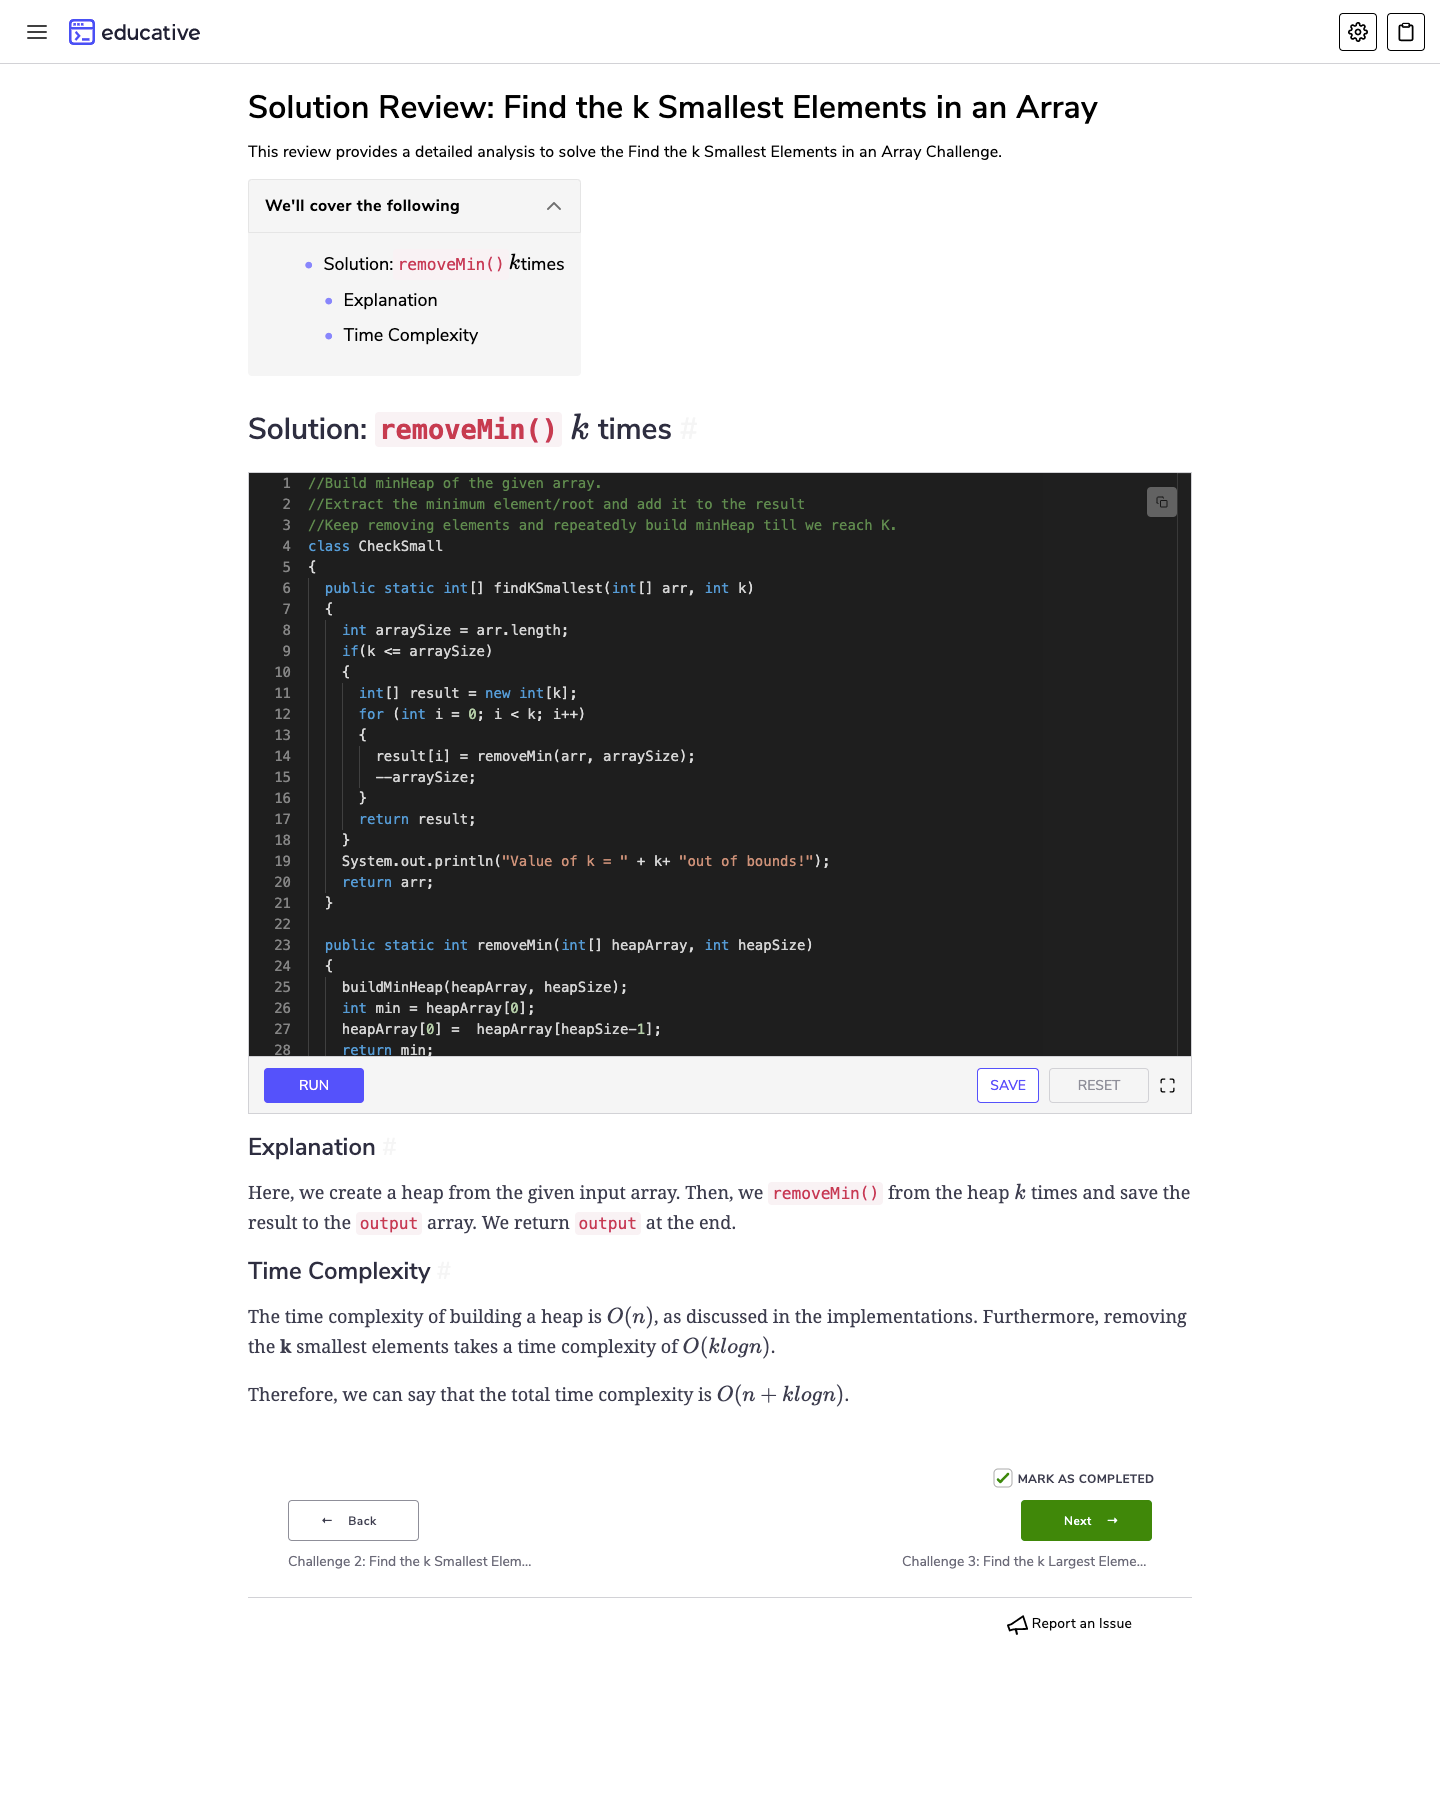 educative
Solution Review: Find the k Smallest Elements in an Array
This review provides a detailed analysis to solve the Find the k Smallest Elements in an Array Challenge.
We'll cover the following
Solution: removeMin() k times
Explanation
Time Complexity
Solution: removeMin() k times #
1 //Build minHeap of the given array.
2 //Extract the minimum element/root and add it to the result
3 //Keep removing elements and repeatedly build minHeap till we reach K.
4 class CheckSmall
5 {
6 public static int[] findKSmallest(int[] arr, int k)
7 {
8 int arraySize = arr.length;
9 if(k <= arraySize)
10 {
11 int[] result = new int[k];
12 for (int i = 0; i < k; i++)
13 {
14 result[i] = removeMin(arr, arraySize);
15 --arraySize;
16 }
17 return result;
18 }
19 System.out.println("Value of k = " + k+ "out of bounds!");
20 return arr;
21 }
22
23 public static int removeMin(int[] heapArray, int heapSize)
24 {
25 buildMinHeap(heapArray, heapSize);
26 int min = heapArray[0];
27 heapArray[0] =  heapArray[heapSize-1];
28 return min;
RUN SAVE RESET
Explanation #
Here, we create a heap from the given input array. Then, we removeMin() from the heap k times and save the
result to the output array. We return output at the end.
Time Complexity #
The time complexity of building a heap is O(n), as discussed in the implementations. Furthermore, removing
the k smallest elements takes a time complexity of O(klogn).
Therefore, we can say that the total time complexity is O(n + klogn).
MARK AS COMPLETED
← Back Next →
Challenge 2: Find the k Smallest Elem... Challenge 3: Find the k Largest Eleme...
Report an Issue